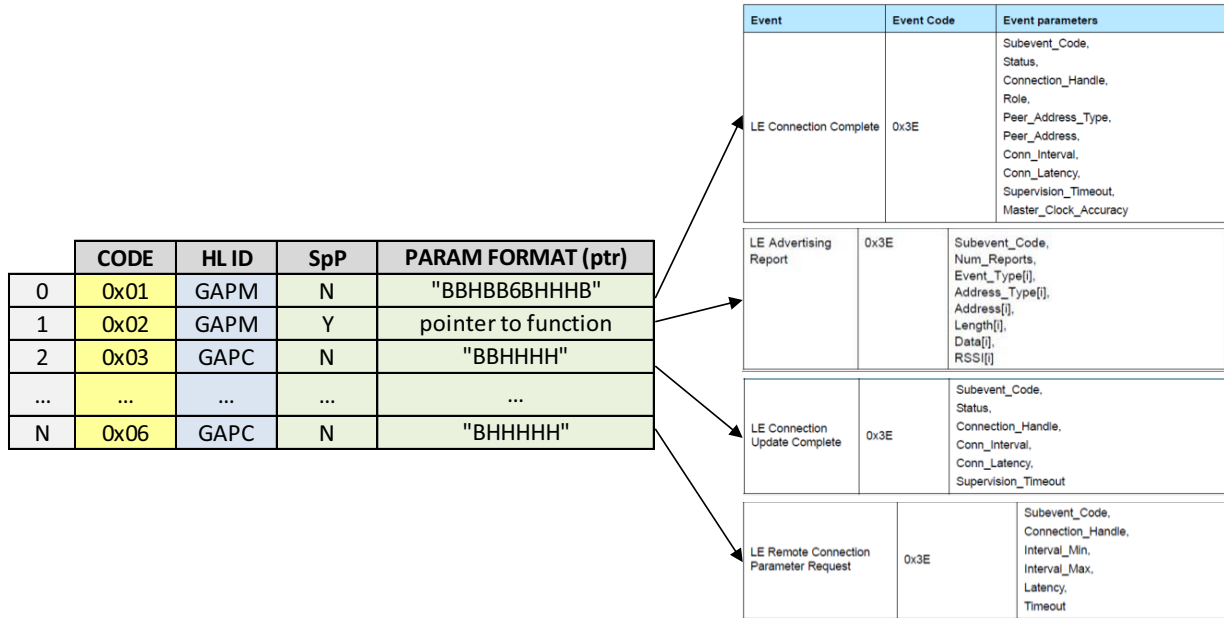 CODE HL ID SpP PARAM FORMAT (ptr)
0 0x01 GAPM N "BBHBB6BHHHB"
1 0x02 GAPM Y pointer to function
2 0x03 GAPC N "BBHHHH"
... ... ... ... ...
N 0x06 GAPC N "BHHHHH"
Event Event Code Event parameters
LE Connection Complete 0x3E
Subevent_Code,
Status,
Connection_Handle,
Role,
Peer_Address_Type,
Peer_Address,
Conn_Interval,
Conn_Latency,
Supervision_Timeout,
Master_Clock_Accuracy
LE Advertising
Report
0x3E
Subevent_Code,
Num_Reports,
Event_Type[i],
Address_Type[i],
Address[i],
Length[i],
Data[i],
RSSI[i]
LE Connection
Update Complete
0x3E
Subevent_Code,
Status,
Connection_Handle,
Conn_Interval,
Conn_Latency,
Supervision_Timeout
LE Remote Connection
Parameter Request
0x3E
Subevent_Code,
Connection_Handle,
Interval_Min,
Interval_Max,
Latency,
Timeout